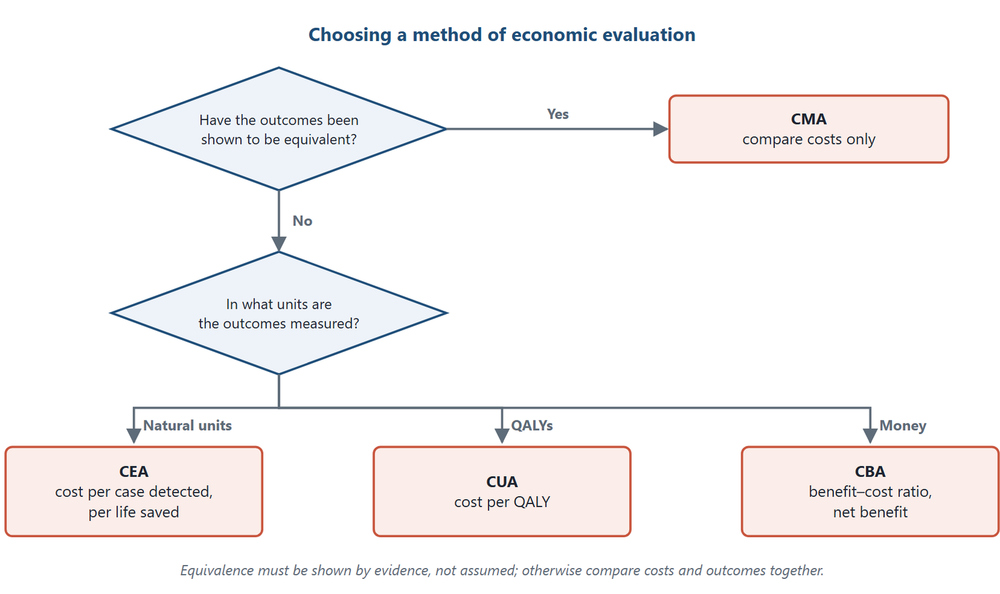 Choosing a method of economic evaluation
Have the outcomes been
shown to be equivalent?
Yes
CMA
compare costs only
No
In what units are
the outcomes measured?
Natural units
QALYs
Money
CEA
cost per case detected,
per life saved
CUA
cost per QALY
CBA
benefit–cost ratio,
net benefit
Equivalence must be shown by evidence, not assumed; otherwise compare costs and outcomes together.